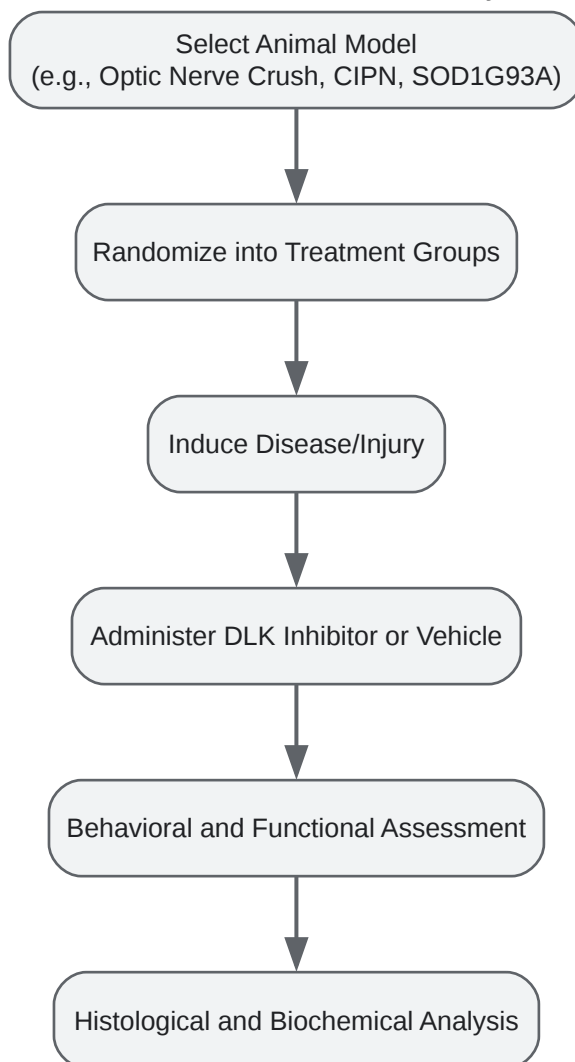 Select Animal Model
(e.g., Optic Nerve Crush, CIPN, SOD1G93A)
Randomize into Treatment Groups
Induce Disease/Injury
Administer DLK Inhibitor or Vehicle
Behavioral and Functional Assessment
Histological and Biochemical Analysis